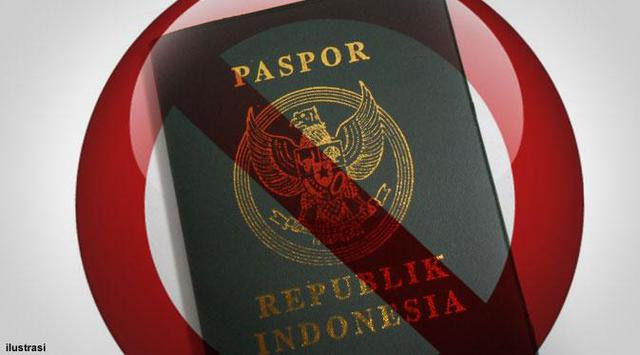 PASPOR
REPUBLIK
INDONESIA
ilustrasi